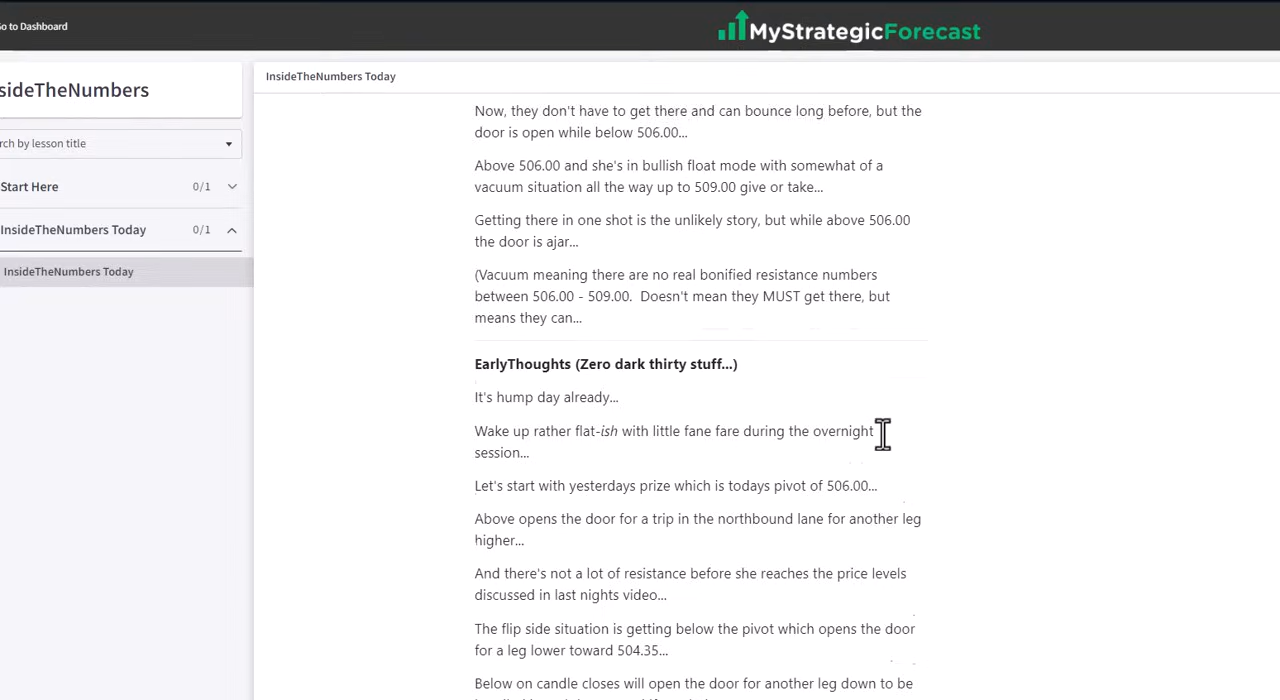 o to Dashboard
MyStrategicForecast
sideTheNumbers
InsideTheNumbers Today
rch by lesson title
Start Here 0/1
InsideTheNumbers Today 0/1
InsideTheNumbers Today
Now, they don't have to get there and can bounce long before, but the
door is open while below 506.00...
Above 506.00 and she's in bullish float mode with somewhat of a
vacuum situation all the way up to 509.00 give or take...
Getting there in one shot is the unlikely story, but while above 506.00
the door is ajar...
(Vacuum meaning there are no real bonified resistance numbers
between 506.00 - 509.00. Doesn't mean they MUST get there, but
means they can...
EarlyThoughts (Zero dark thirty stuff...)
It's hump day already...
Wake up rather flat-ish with little fane fare during the overnight
session...
Let's start with yesterdays prize which is todays pivot of 506.00...
Above opens the door for a trip in the northbound lane for another leg
higher...
And there's not a lot of resistance before she reaches the price levels
discussed in last nights video...
The flip side situation is getting below the pivot which opens the door
for a leg lower toward 504.35...
Below on candle closes will open the door for another leg down to be